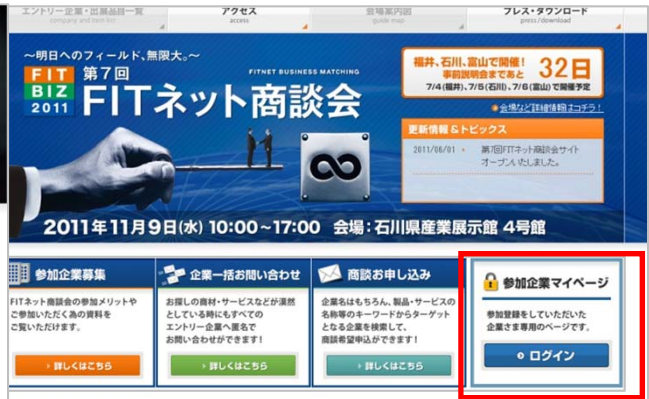 エントリー企業・出展品目一覧
company and item list
アクセス
access
会場案内図
guide map
プレス・ダウンロード
press/download
～明日へのフィールド、無限大。～
FIT
BIZ
2011
第7回
FITNET BUSINESS MATCHING
FITネット商談会
福井、石川、富山で開催！
事前説明会まであと 32日
7/4(福井)、7/5(石川)、7/6(富山)で開催予定
会場など詳細情報はコチラ！
更新情報＆トピックス
2011/06/01
第7回FITネット商談会サイト
オープンいたしました。
2011年11月9日(水) 10:00～17:00 会場：石川県産業展示館 4号館
参加企業募集
FITネット商談会の参加メリットや
ご参加いただく為の資料を
ご覧いただけます。
詳しくはこちら
企業一括お問い合わせ
お探しの商材・サービスなどが漠然
としている時にもすべての
エントリー企業へ匿名で
お問い合わせができます！
詳しくはこちら
商談お申し込み
企業名はもちろん、製品・サービスの
名称等のキーワードからターゲット
となる企業を検索して、
商談希望申込ができます！
詳しくはこちら
参加企業マイページ
参加登録をしていただいた
企業さま専用のページです。
ログイン